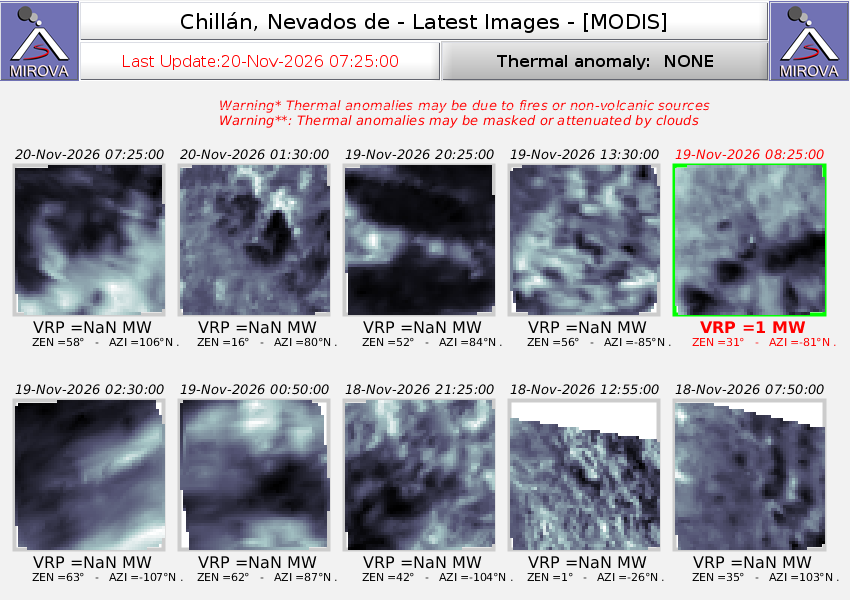 Chillán, Nevados de - Latest Images - [MODIS]
MIROVA
Last Update:20-Nov-2026 07:25:00
Thermal anomaly: NONE
MIROVA
Warning* Thermal anomalies may be due to fires or non-volcanic sources
Warning**: Thermal anomalies may be masked or attenuated by clouds
20-Nov-2026 07:25:00
20-Nov-2026 01:30:00
19-Nov-2026 20:25:00
19-Nov-2026 13:30:00
19-Nov-2026 08:25:00
VRP =NaN MW
VRP =NaN MW
VRP =NaN MW
VRP =NaN MW
VRP =1 MW
ZEN =58° - AZI =106°N .
ZEN =16° - AZI =80°N .
ZEN =52° - AZI =84°N .
ZEN =56° - AZI =-85°N .
ZEN =31° - AZI =-81°N .
19-Nov-2026 02:30:00
19-Nov-2026 00:50:00
18-Nov-2026 21:25:00
18-Nov-2026 12:55:00
18-Nov-2026 07:50:00
VRP =NaN MW
VRP =NaN MW
VRP =NaN MW
VRP =NaN MW
VRP =NaN MW
ZEN =63° - AZI =-107°N .
ZEN =62° - AZI =87°N .
ZEN =42° - AZI =-104°N .
ZEN =1° - AZI =-26°N .
ZEN =35° - AZI =103°N .